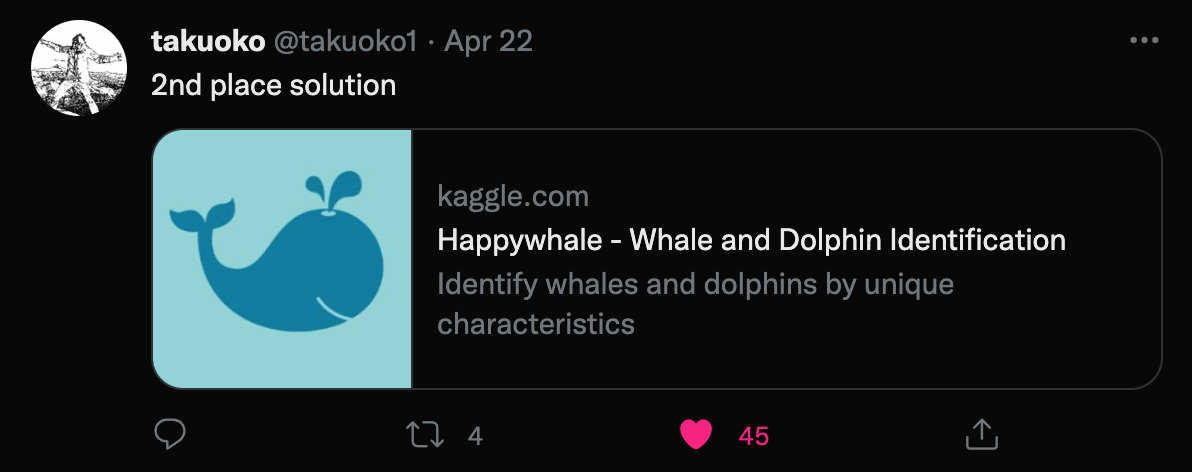 takuoko @takuoko1 · Apr 22
2nd place solution
kaggle.com
Happywhale - Whale and Dolphin Identification
Identify whales and dolphins by unique
characteristics
4
45